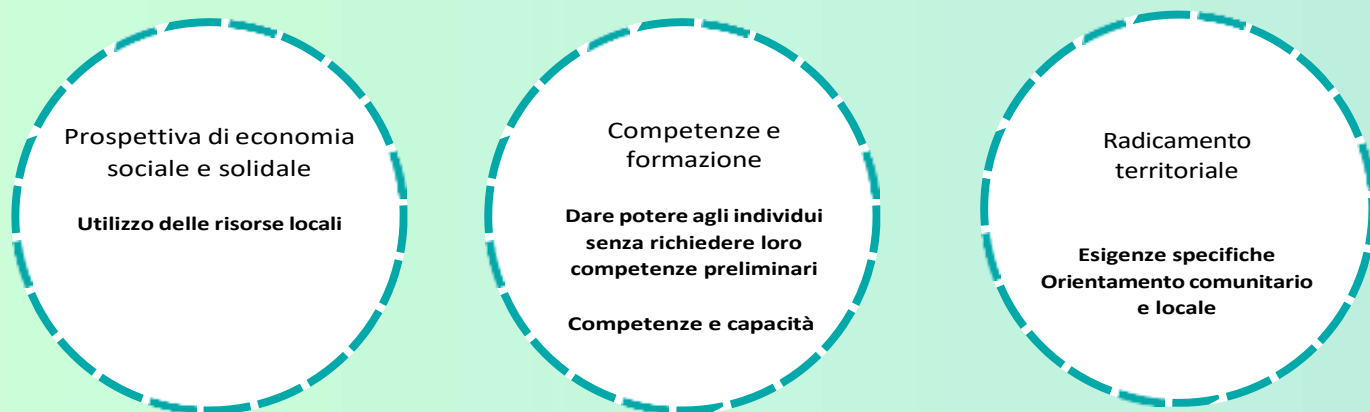 Prospettiva di economia
sociale e solidale
Utilizzo delle risorse locali
Competenze e
formazione
Dare potere agli individui
senza richiedere loro
competenze preliminari
Competenze e capacità
Radicamento
territoriale
Esigenze specifiche
Orientamento comunitario
e locale